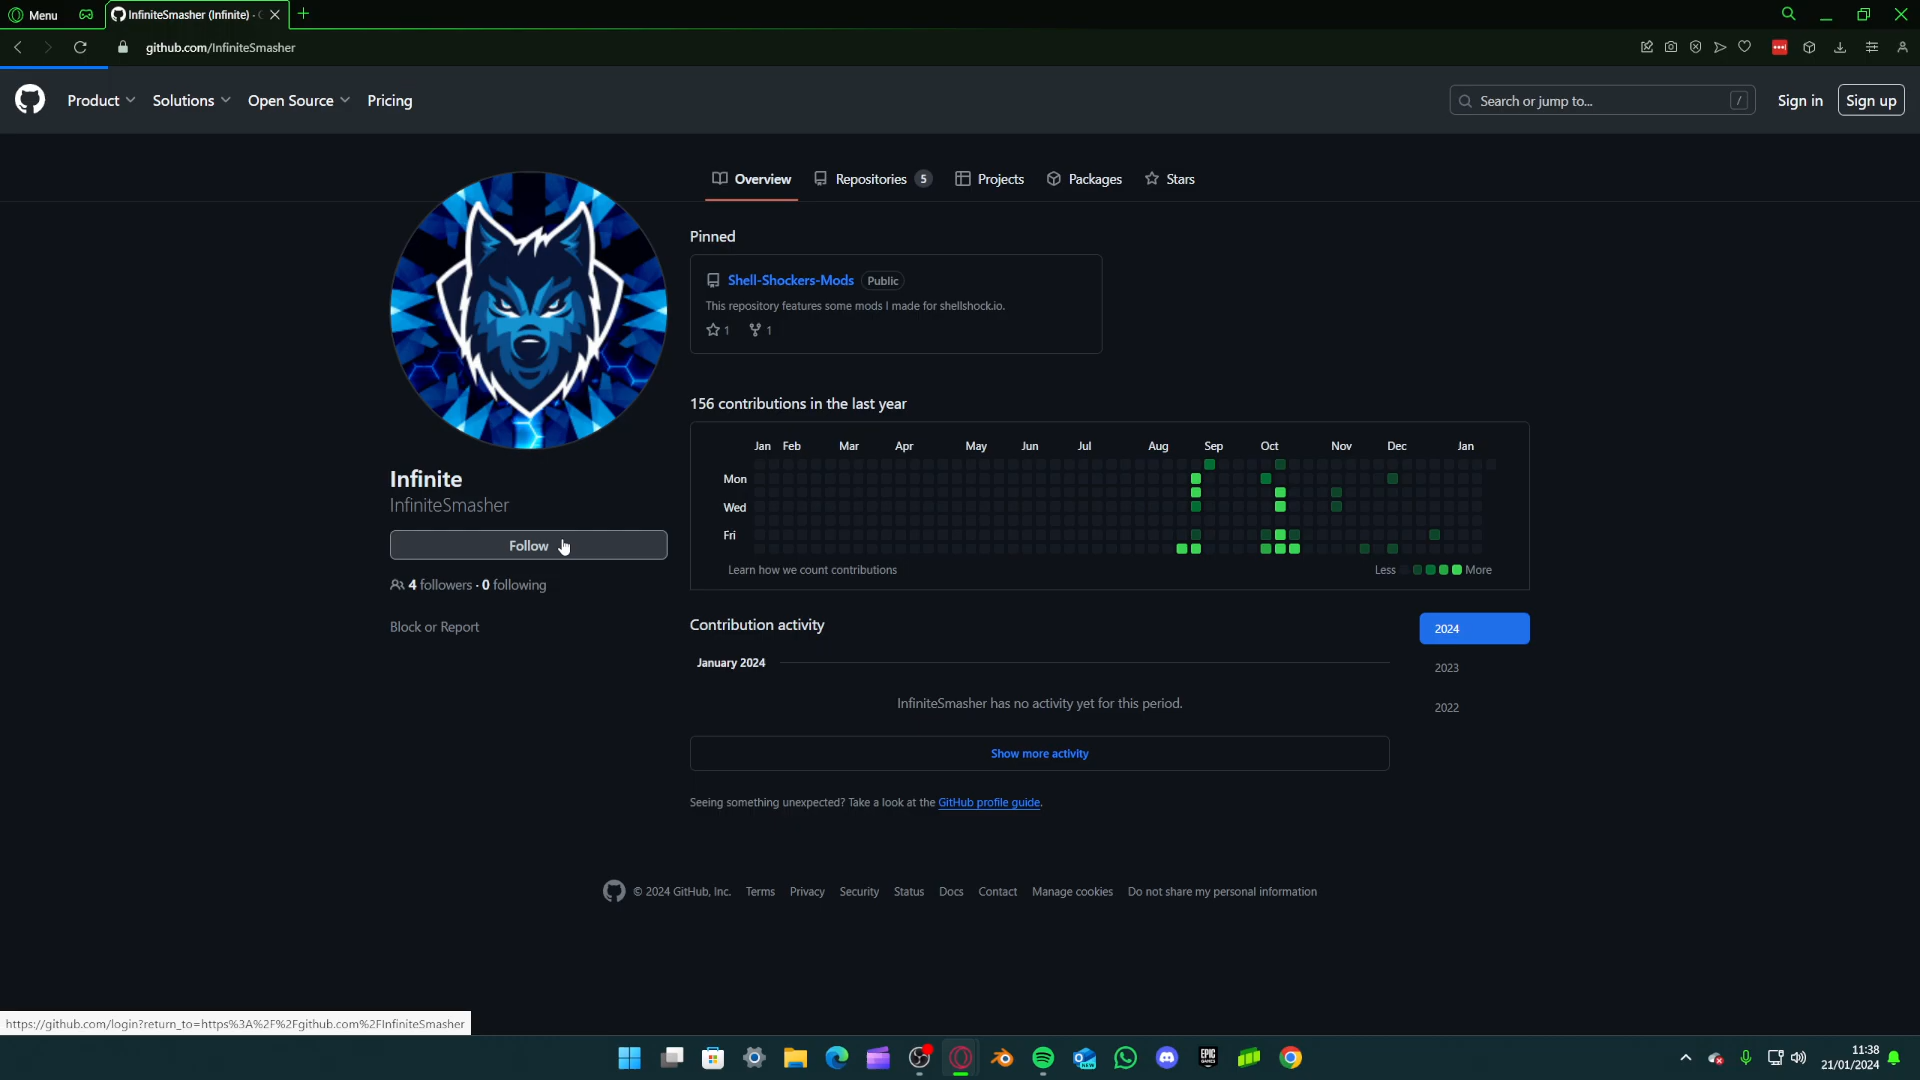 Menu
InfiniteSmasher (Infinite) ·
github.com/InfiniteSmasher
Product
Solutions
Open Source
Pricing
Search or jump to...
/
Sign in
Sign up
Overview
Repositories 5
Projects
Packages
Stars
Pinned
Shell-Shockers-Mods Public
This repository features some mods I made for shellshock.io.
1 1
156 contributions in the last year
Jan Feb Mar Apr May Jun Jul Aug Sep Oct Nov Dec Jan
Mon
Wed
Fri
Learn how we count contributions
Less More
Infinite
InfiniteSmasher
Follow
4 followers · 0 following
Block or Report
Contribution activity
2024
2023
2022
January 2024
InfiniteSmasher has no activity yet for this period.
Show more activity
Seeing something unexpected? Take a look at the GitHub profile guide.
© 2024 GitHub, Inc. Terms Privacy Security Status Docs Contact Manage cookies Do not share my personal information
https://github.com/login?return_to=https%3A%2F%2Fgithub.com%2FInfiniteSmasher
NEW
EPIC
GAMES
11:38
21/01/2024